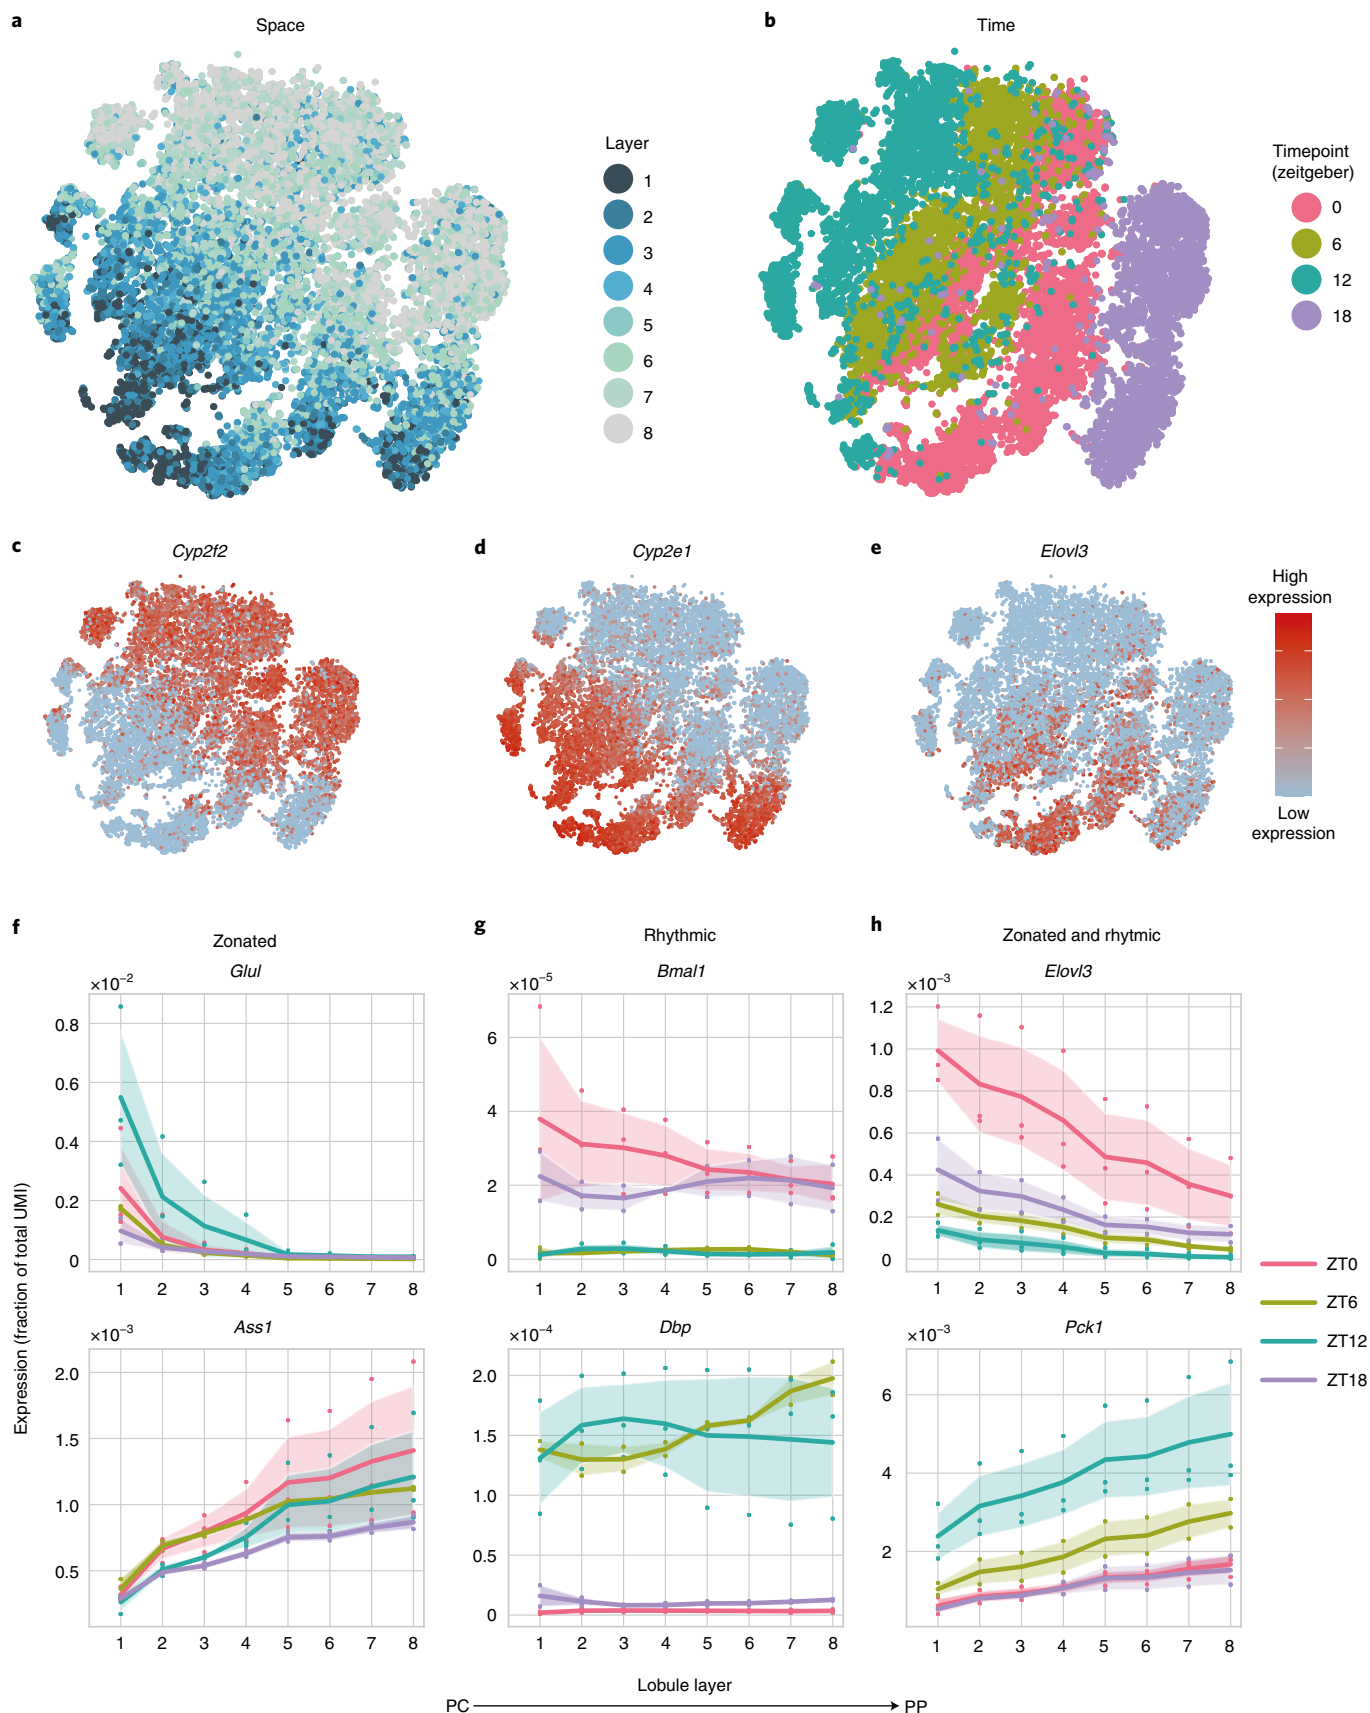 a
Space
Layer
1
2
3
4
5
6
7
8
b
Time
Timepoint
(zeitgeber)
0
6
12
18
c
Cyp2f2
d
Cyp2e1
e
Elovl3
High
expression
Low
expression
Expression (fraction of total UMI)
f
Zonated
Glul
×10⁻²
0.8
0.6
0.4
0.2
0
1 2 3 4 5 6 7 8
Ass1
×10⁻³
2.0
1.5
1.0
0.5
1 2 3 4 5 6 7 8
g
Rhythmic
Bmal1
×10⁻⁵
6
4
2
0
1 2 3 4 5 6 7 8
Dbp
×10⁻⁴
2.0
1.5
1.0
0.5
0
1 2 3 4 5 6 7 8
h
Zonated and rhytmic
Elovl3
×10⁻³
1.2
1.0
0.8
0.6
0.4
0.2
0
1 2 3 4 5 6 7 8
Pck1
×10⁻³
6
4
2
1 2 3 4 5 6 7 8
ZT0
ZT6
ZT12
ZT18
Lobule layer
PC PP